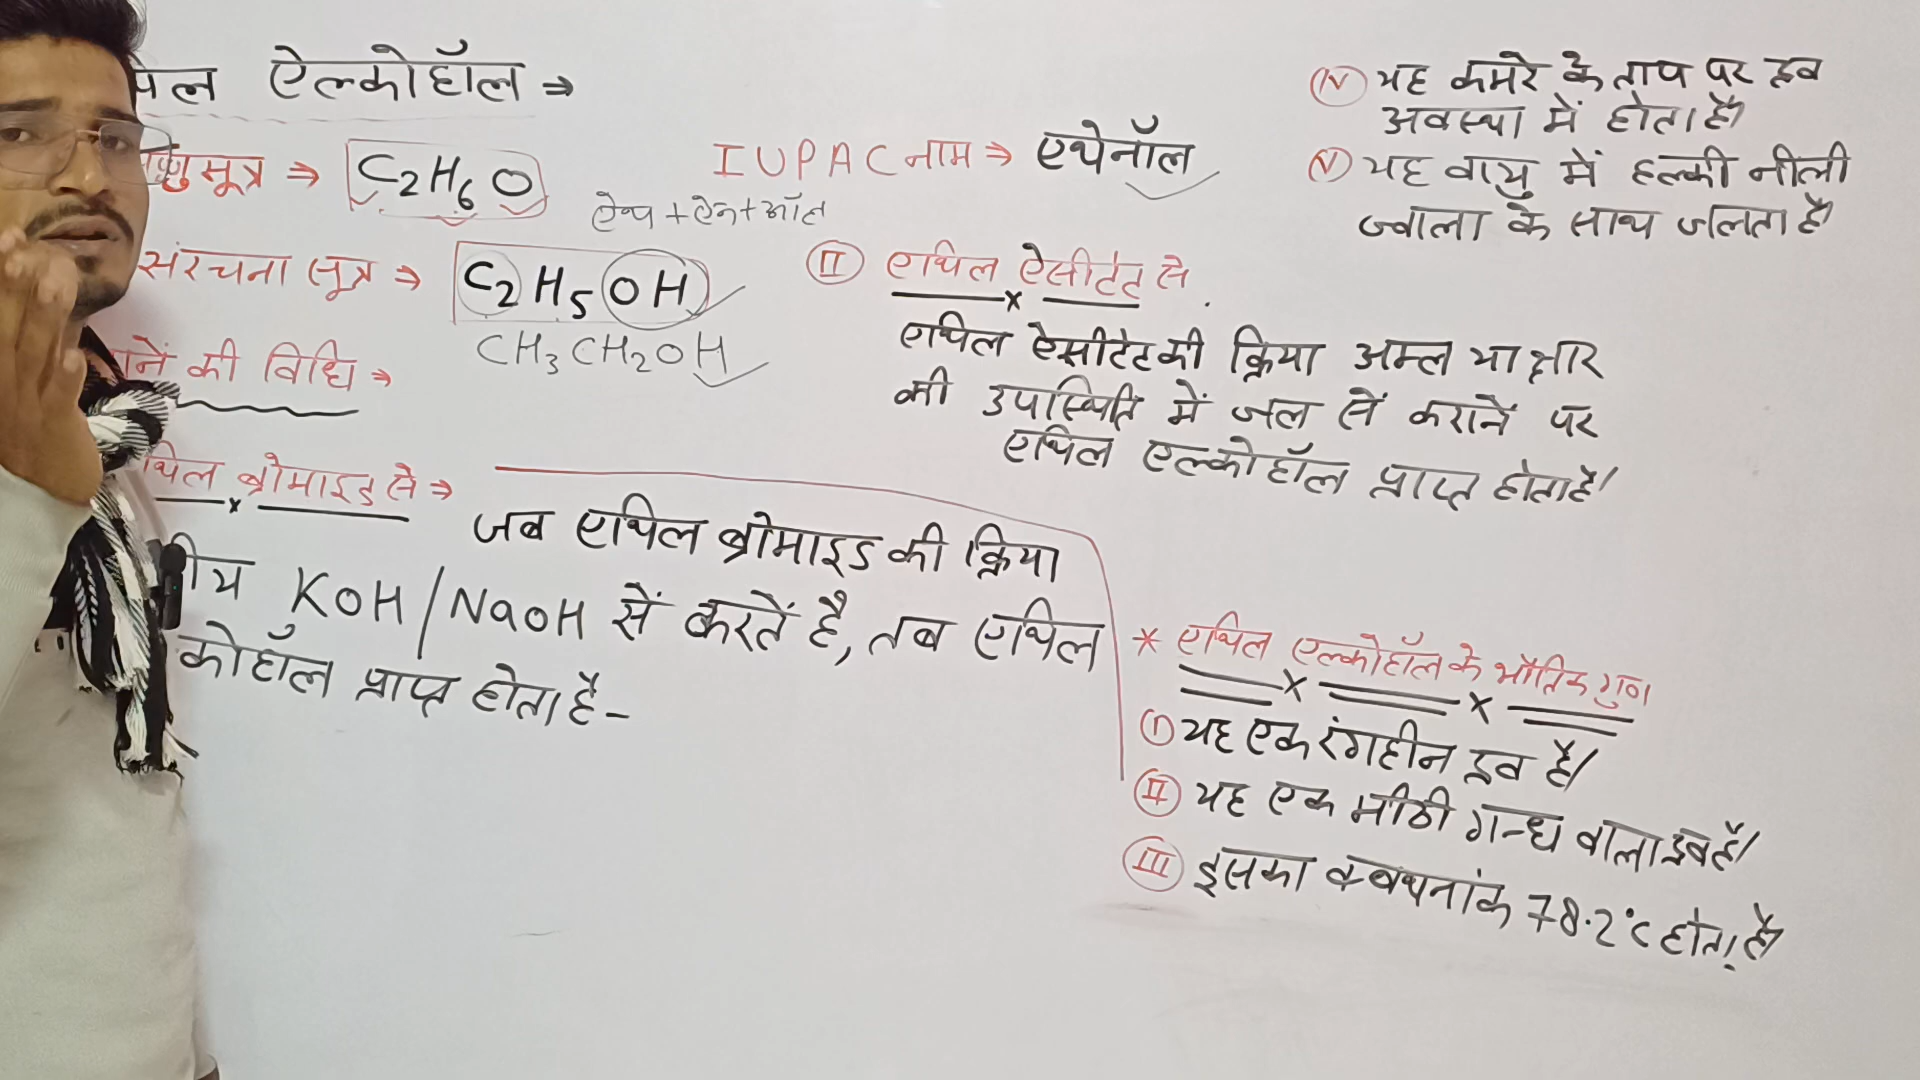 ऐल्कोहॉल ⇒
सूत्र ⇒ C₂H₆O
IUPAC नाम ⇒ एथेनॉल
ऐथ + ऐन + ऑल
संरचना सूत्र ⇒ C₂H₅OH
CH₃CH₂OH
की विधि ⇒
ब्रोमाइड से ⇒
जब एथिल ब्रोमाइड की क्रिया
KOH/NaOH सें करतें है, तब एथिल
कोहॉल प्राप्त होता है -
II एथिल ऐसीटेट से
एथिल ऐसीटेट की क्रिया अम्ल या क्षार
की उपस्थिति में जल सें करानें पर
एथिल एल्कोहॉल प्राप्त होता है।
* एथिल एल्कोहॉल के भौतिक गुण
I यह एक रंगहीन द्रव है।
II यह एक मीठी गन्ध वाला द्रव है।
III इसका क्वथनांक 78.2°C होता है।
IV यह कमरे के ताप पर द्रव
अवस्था में होता है।
V यह वायु में हल्की नीली
ज्वाला के साथ जलता है।